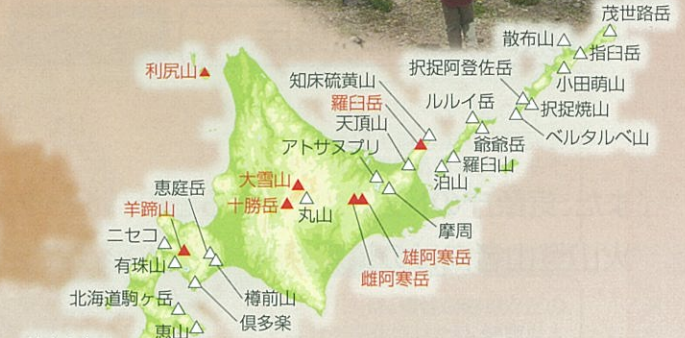 茂世路岳
散布山
指臼岳
利尻山
択捉阿登佐岳
小田萌山
知床硫黄山
羅臼岳
ルルイ岳
択捉焼山
天頂山
ベルタルベ山
アトサヌプリ
爺爺岳
羅臼山
泊山
大雪山
恵庭岳
十勝岳
丸山
羊蹄山
摩周
ニセコ
雄阿寒岳
有珠山
雌阿寒岳
北海道駒ヶ岳
樽前山
倶多楽
恵山